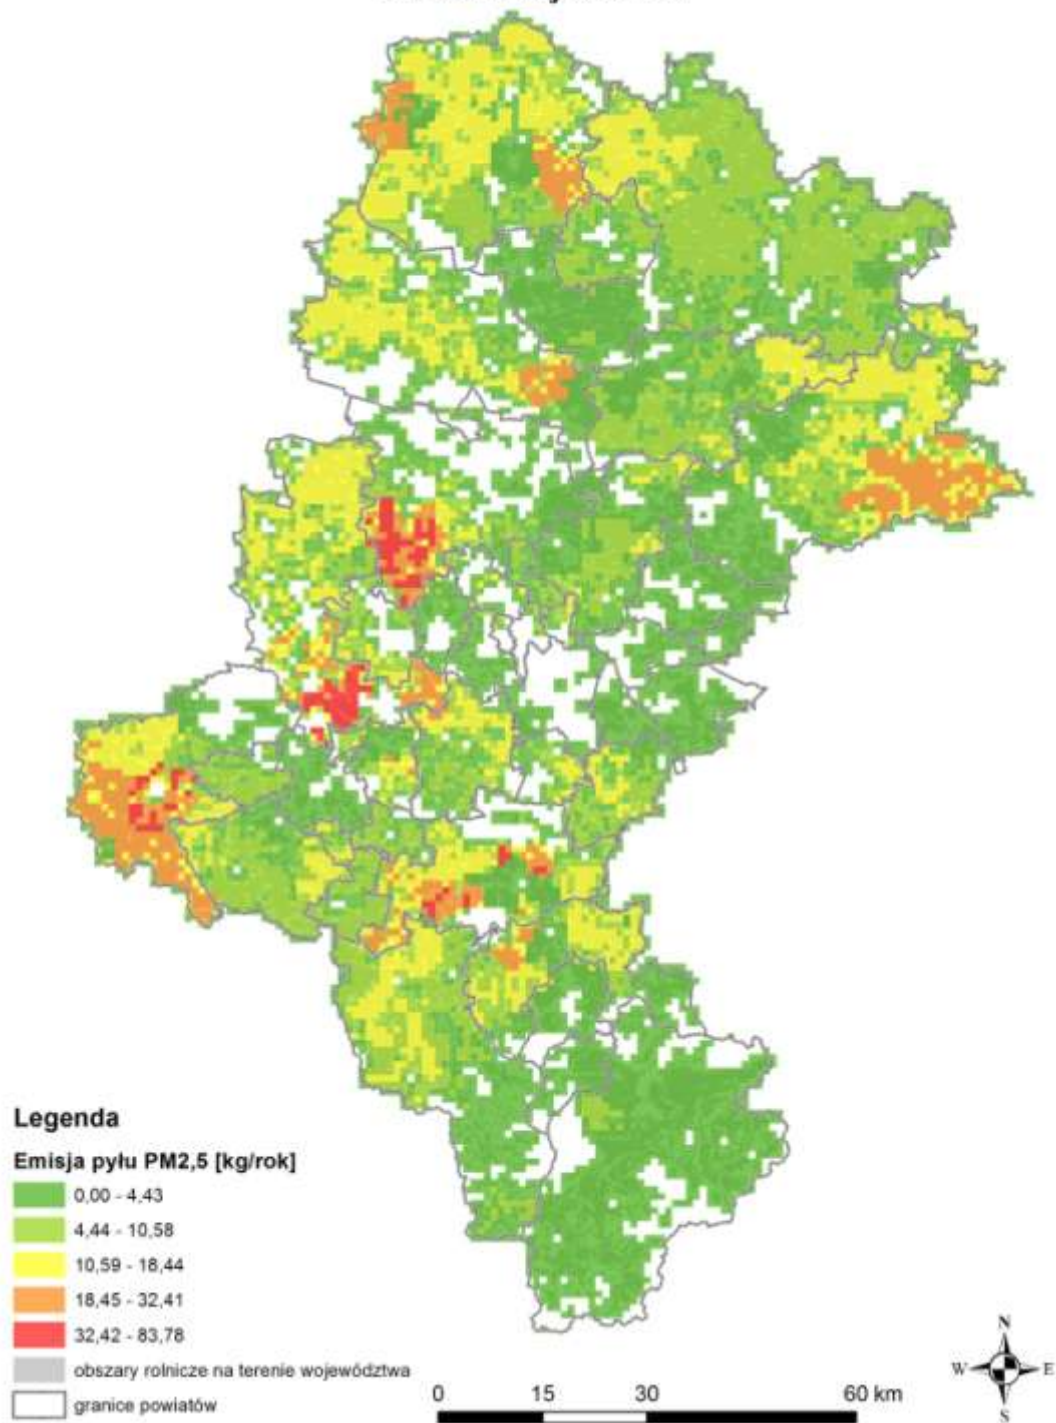 Legenda
Emisja pyłu PM2,5 [kg/rok]
0,00 - 4,43
4,44 - 10,58
10,59 - 18,44
18,45 - 32,41
32,42 - 83,78
obszary rolnicze na terenie województwa
granice powiatów
0 15 30 60 km
N
W E
S